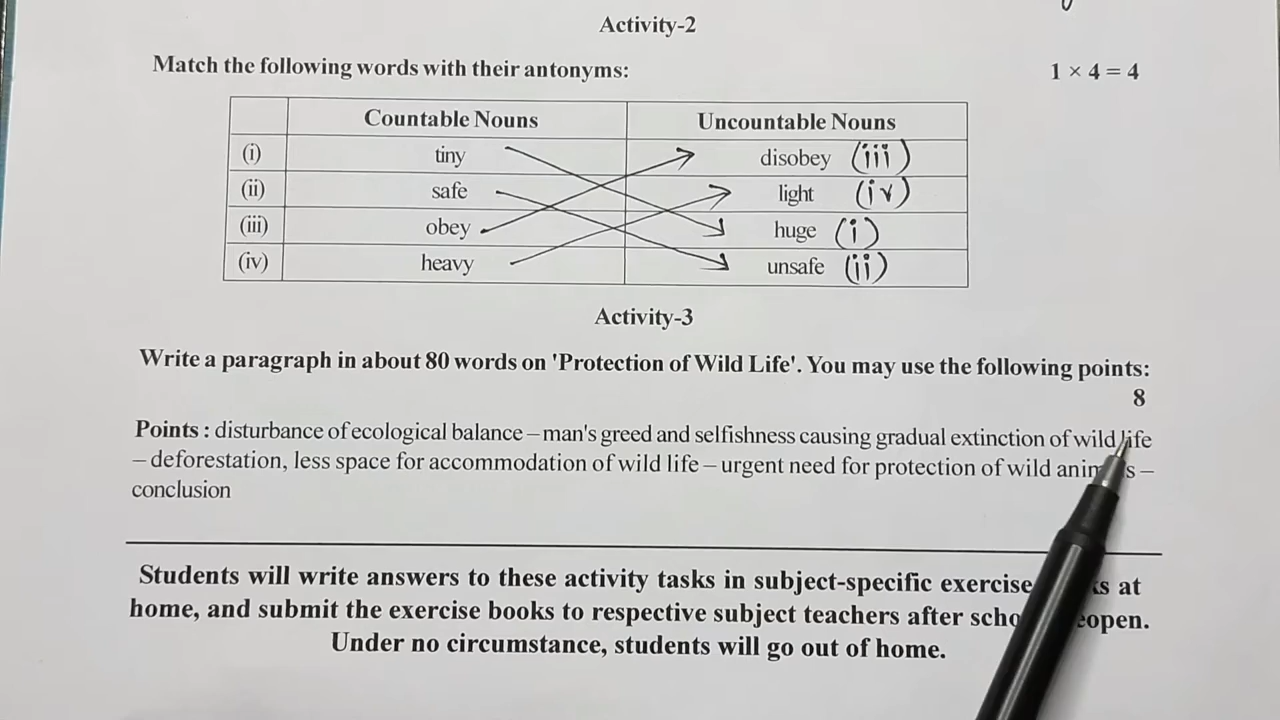 Activity-2
Match the following words with their antonyms: 1 × 4 = 4
Countable Nouns Uncountable Nouns
(i) tiny disobey (iii)
(ii) safe light (iv)
(iii) obey huge (i)
(iv) heavy unsafe (ii)
Activity-3
Write a paragraph in about 80 words on 'Protection of Wild Life'. You may use the following points:
8
Points : disturbance of ecological balance – man's greed and selfishness causing gradual extinction of wild life
– deforestation, less space for accommodation of wild life – urgent need for protection of wild –
conclusion
Students will write answers to these activity tasks in subject-specific exercise at
home, and submit the exercise books to respective subject teachers after
Under no circumstance, students will go out of home.